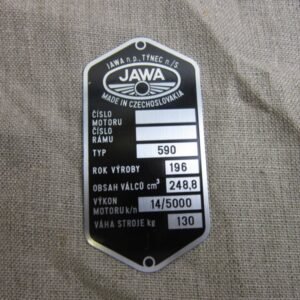 JAWA n.p., TÝNEC n./S
JAWA
MADE IN CZECHOSLOVAKIA
ČÍSLO
MOTORU
ČÍSLO
RÁMU
TYP 590
ROK VÝROBY 196
OBSAH VÁLCŮ cm³ 248,8
VÝKON
MOTORU k/n 14/5000
VÁHA STROJE kg 130